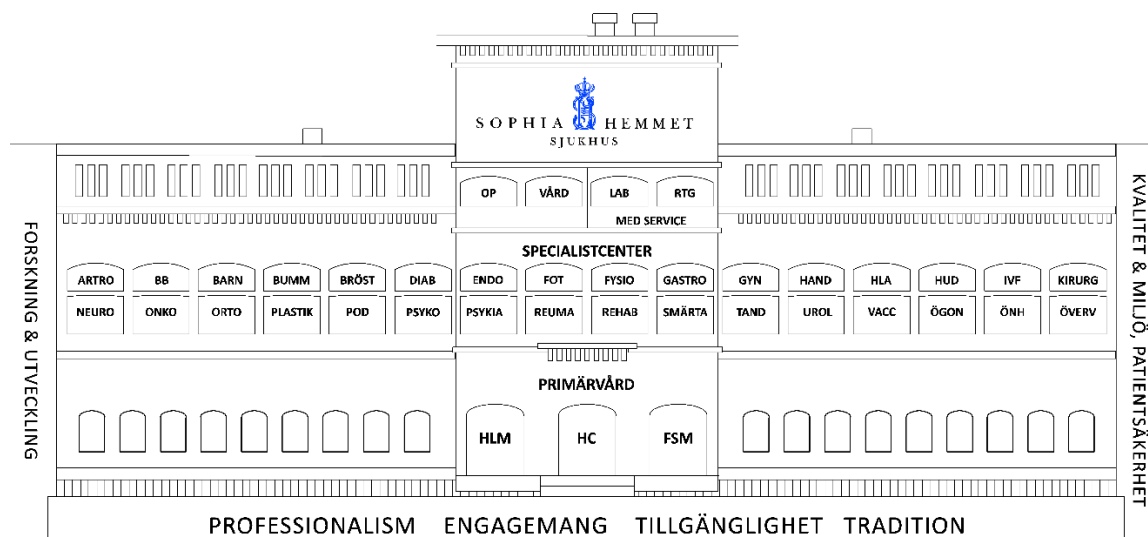 SOPHIA HEMMET
SJUKHUS
OP VÅRD LAB RTG
MED SERVICE
SPECIALISTCENTER
ARTRO BB BARN BUMM BRÖST DIAB ENDO FOT FYSIO GASTRO GYN HAND HLA HUD IVF KIRURG
NEURO ONKO ORTO PLASTIK POD PSYKO PSYKIA REUMA REHAB SMÄRTA TAND UROL VACC ÖGON ÖNH ÖVERV
PRIMÄRVÅRD
HLM HC FSM
FORSKNING & UTVECKLING
KVALITET & MILJÖ, PATIENTSÄKERHET
PROFESSIONALISM ENGAGEMANG TILLGÄNGLIGHET TRADITION